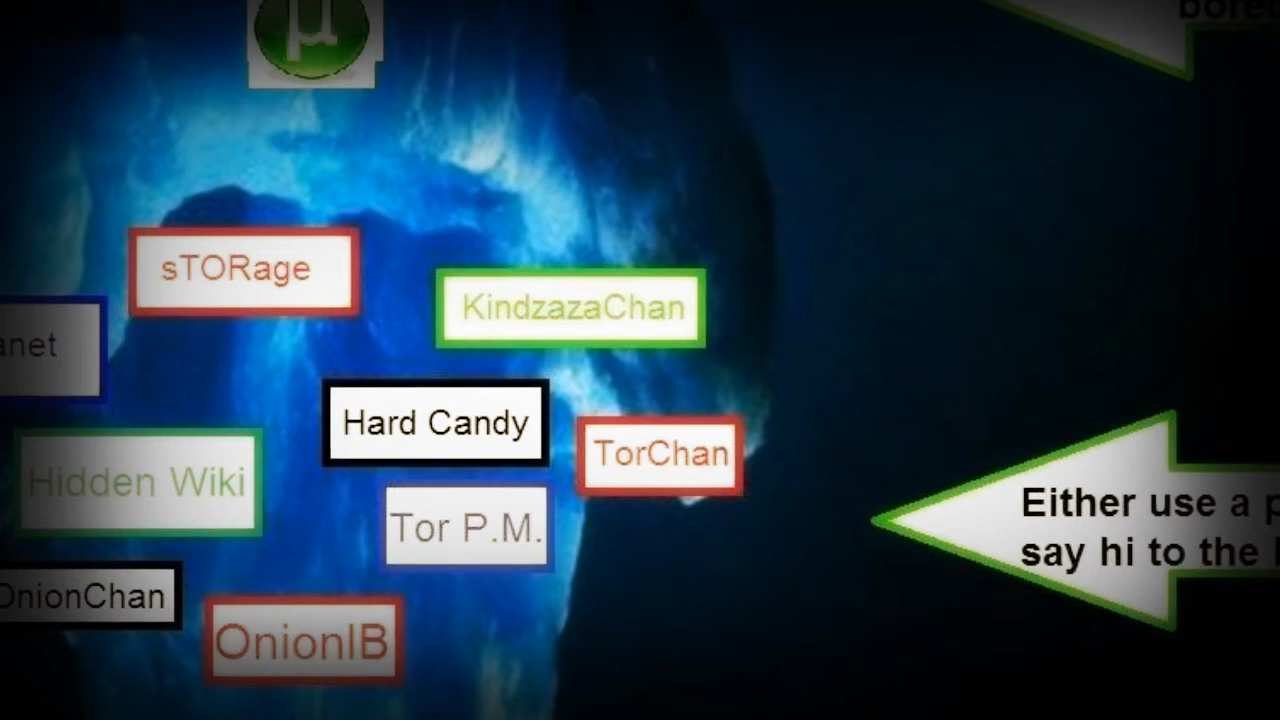 µ
sTORage
KindzazaChan
Hard Candy
TorChan
Hidden Wiki
Tor P.M.
Either use a
say hi to the
OnionChan
OnionIB